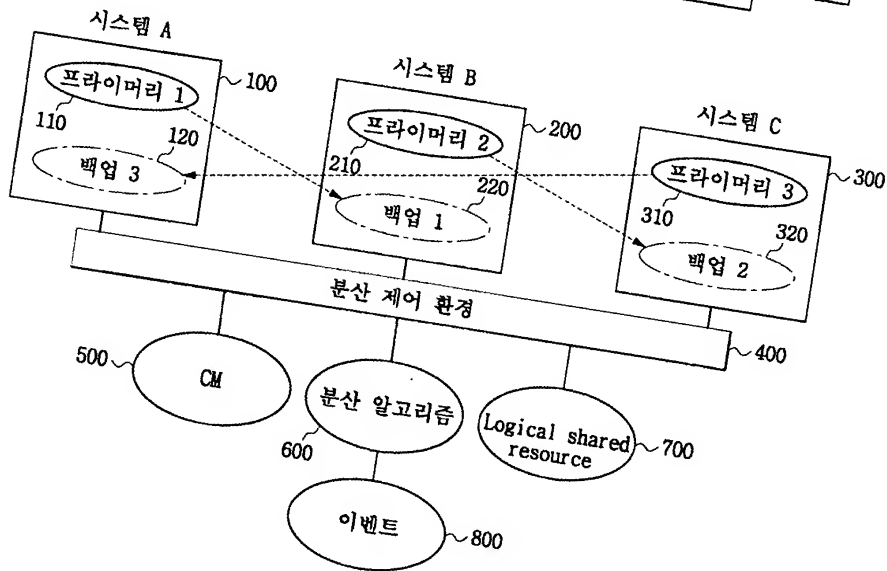 시스템 A
시스템 B
시스템 C
프라이머리 1
100
110
120
백업 3
프라이머리 2
200
210
220
백업 1
프라이머리 3
300
310
320
백업 2
분산 제어 환경
400
500
CM
분산 알고리즘
600
Logical shared
resource
700
이벤트
800